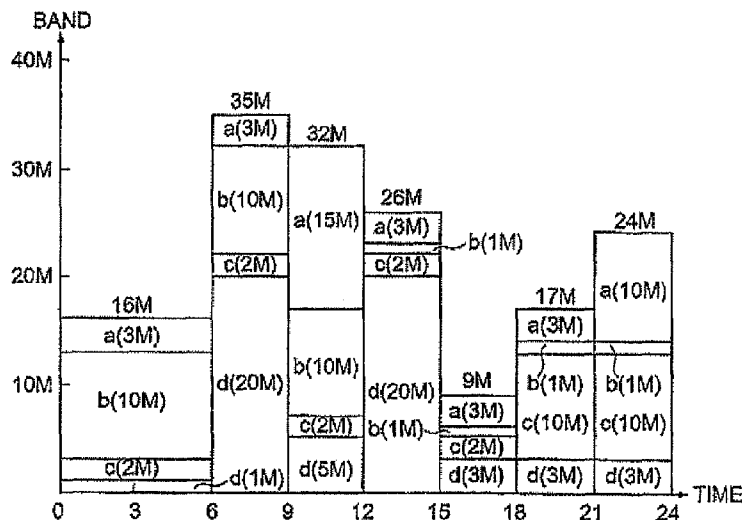 BAND
40M
35M
a(3M)
32M
30M
b(10M)
a(15M)
26M
a(3M)
b(1M)
24M
c(2M)
c(2M)
20M
a(10M)
16M
17M
a(3M)
a(3M)
b(10M)
d(20M)
b(10M)
d(20M)
9M
10M
b(1M)
b(1M)
b(1M)
a(3M)
c(10M)
c(10M)
c(2M)
c(2M)
c(2M)
d(1M)
d(5M)
d(3M)
d(3M)
d(3M)
TIME
0 3 6 9 12 15 18 21 24